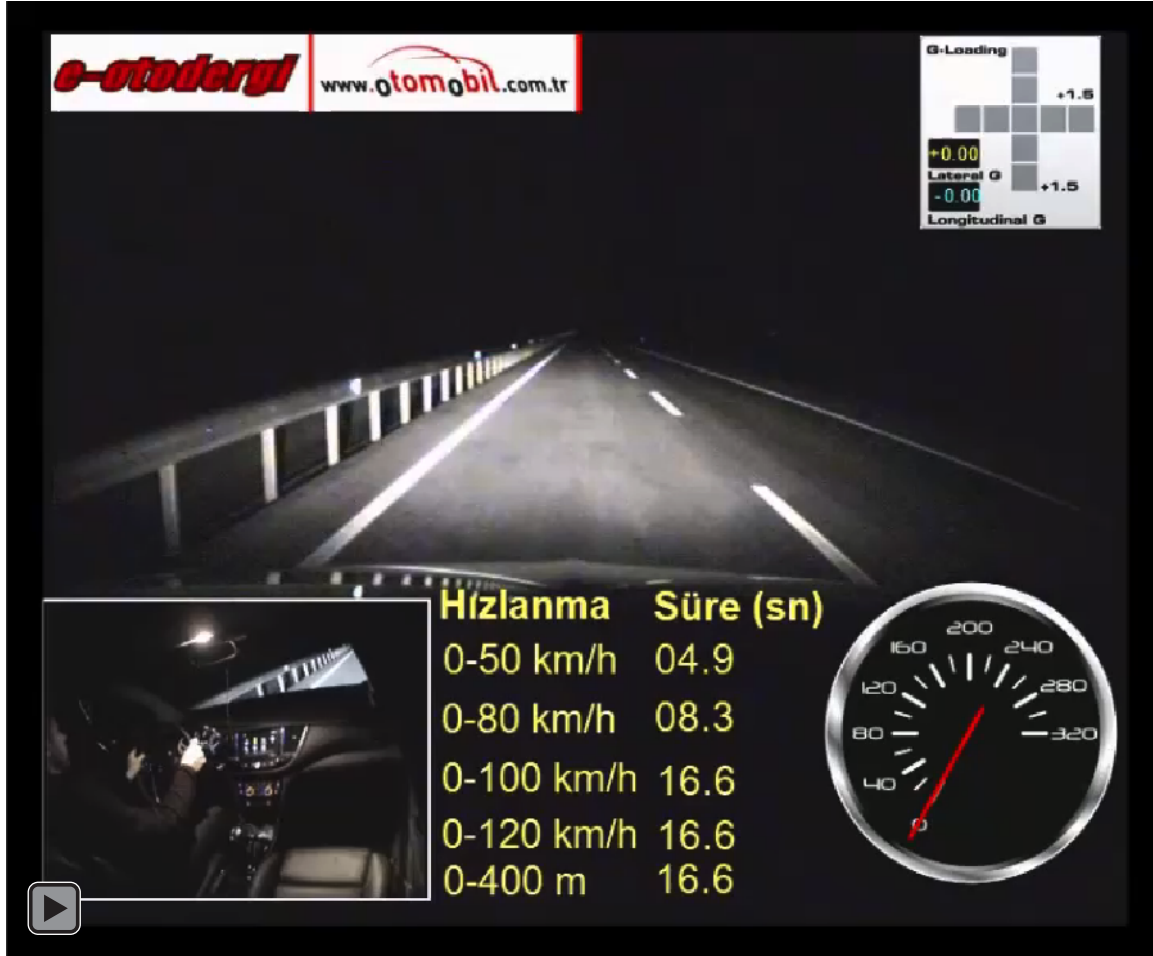 e-otodergi
www.otomobil.com.tr
G-Loading
+1.5
+0.00
Lateral G
-0.00
+1.5
Longitudinal G
Hızlanma Süre (sn)
0-50 km/h 04.9
0-80 km/h 08.3
0-100 km/h 16.6
0-120 km/h 16.6
0-400 m 16.6
0
40
80
120
160
200
240
280
320